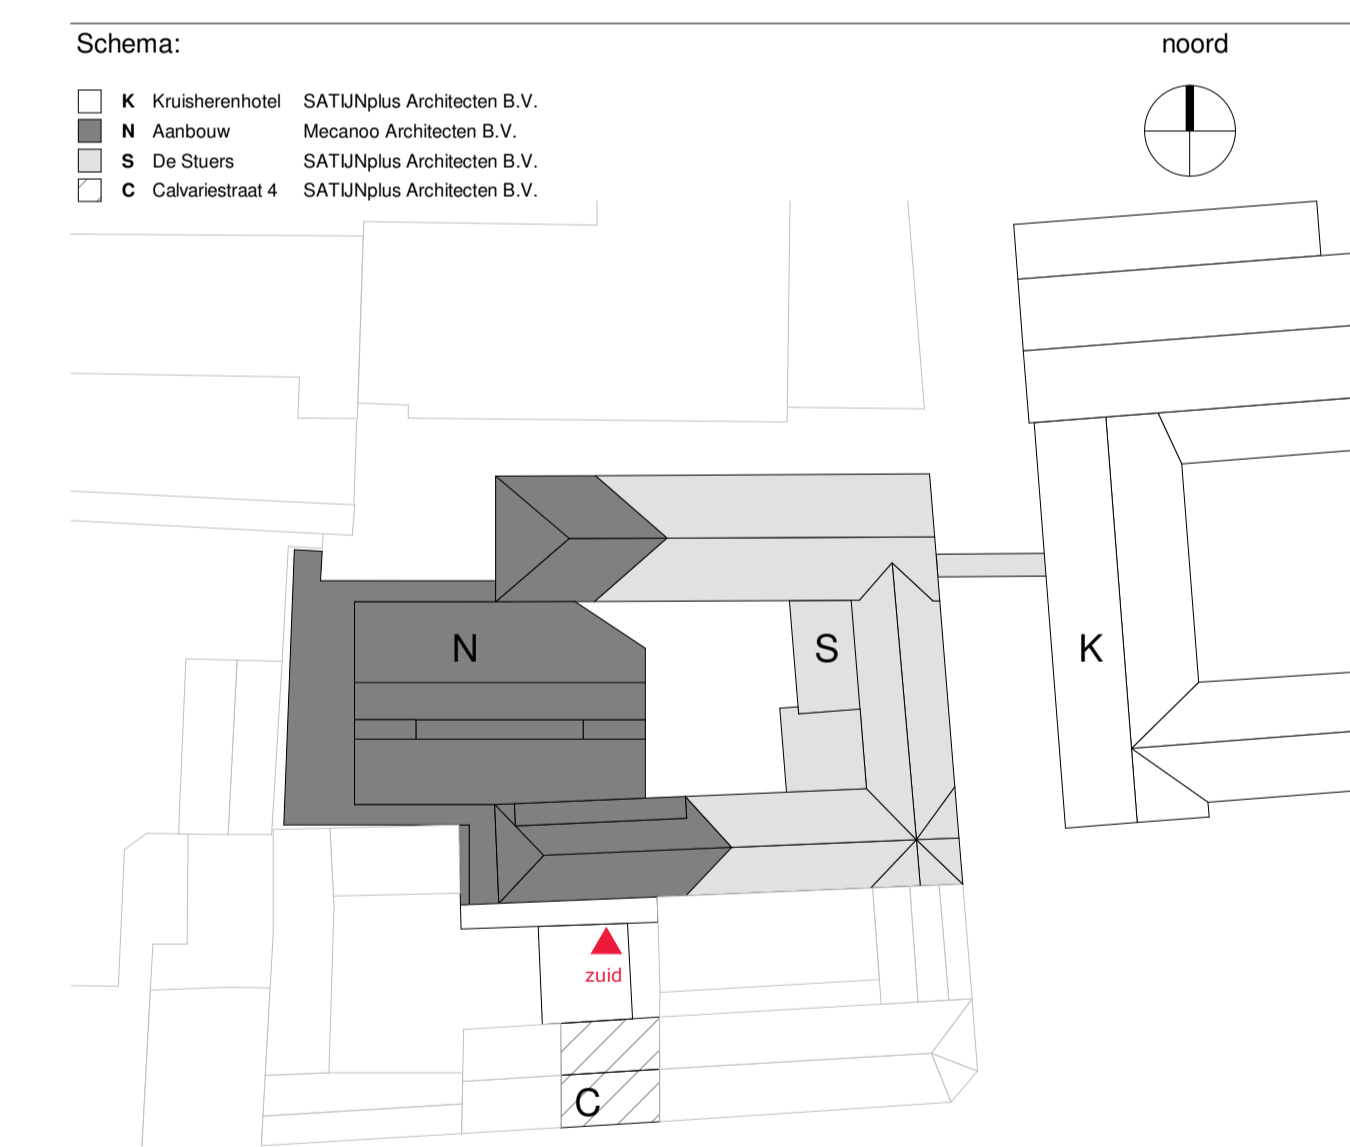 Schema:
noord
K Kruisherenhotel SATIJNplus Architecten B.V.
N Aanbouw Mecanoo Architecten B.V.
S De Stuers SATIJNplus Architecten B.V.
C Calvariestraat 4 SATIJNplus Architecten B.V.
N
S
K
zuid
C